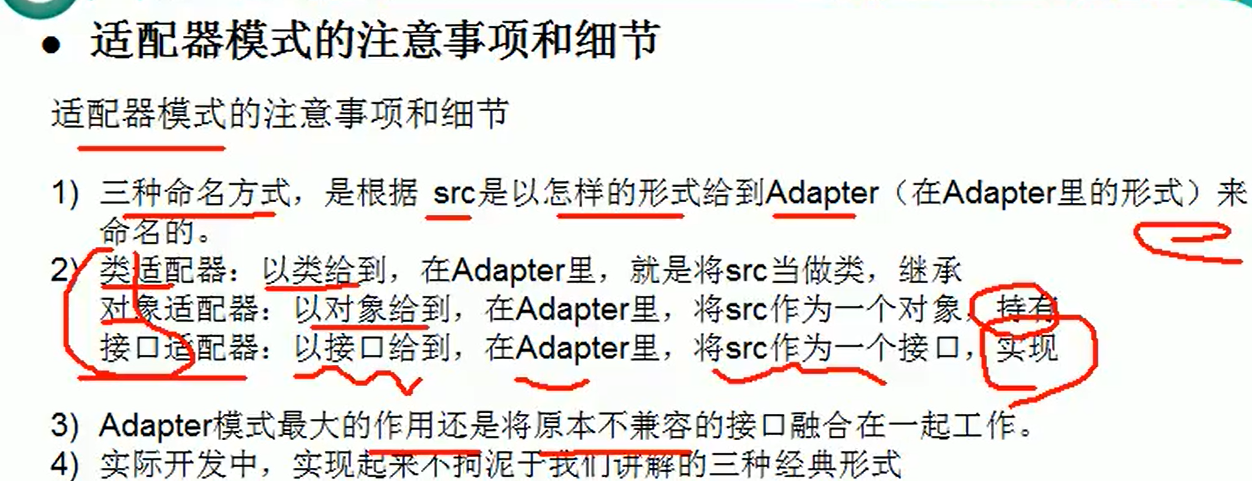 ● 适配器模式的注意事项和细节
适配器模式的注意事项和细节
1) 三种命名方式，是根据 src是以怎样的形式给到Adapter（在Adapter里的形式）来
命名的。
2) 类适配器：以类给到，在Adapter里，就是将src当做类，继承
对象适配器：以对象给到，在Adapter里，将src作为一个对象，持有
接口适配器：以接口给到，在Adapter里，将src作为一个接口，实现
3) Adapter模式最大的作用还是将原本不兼容的接口融合在一起工作。
4) 实际开发中，实现起来不拘泥于我们讲解的三种经典形式